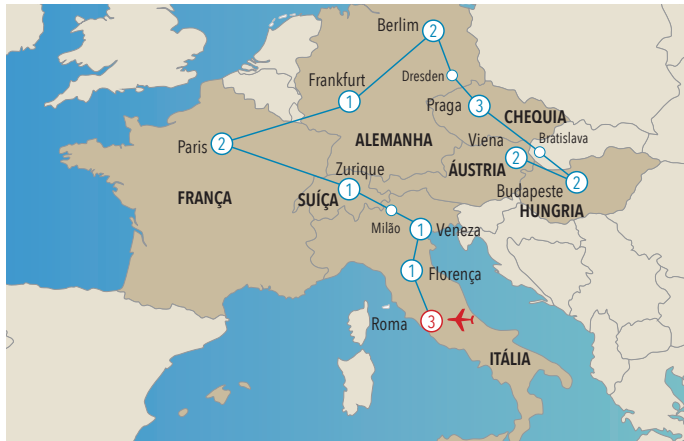 Berlim
2
Dresden
Frankfurt
1
Praga
3
CHEQUIA
Paris
2
ALEMANHA
Viena
2
Bratislava
Zurique
1
ÁUSTRIA
2
Budapeste
FRANÇA
SUÍÇA
HUNGRIA
Milão
1
Veneza
1
Florença
Roma
3
ITÁLIA